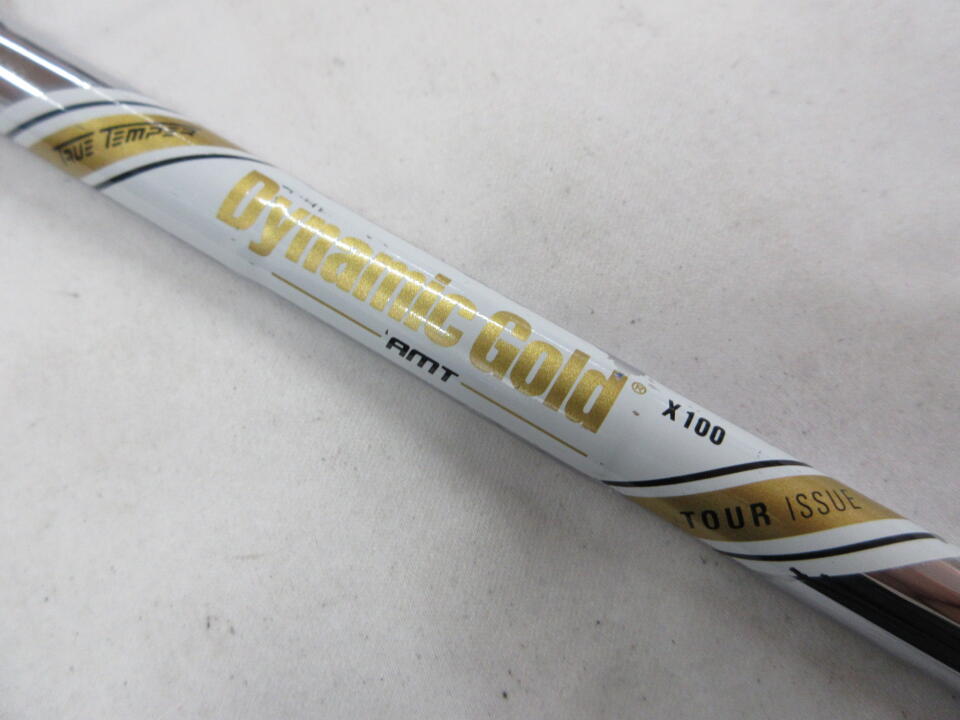 TRUE TEMPER
Dynamic Gold®
AMT
X100
TOUR ISSUE